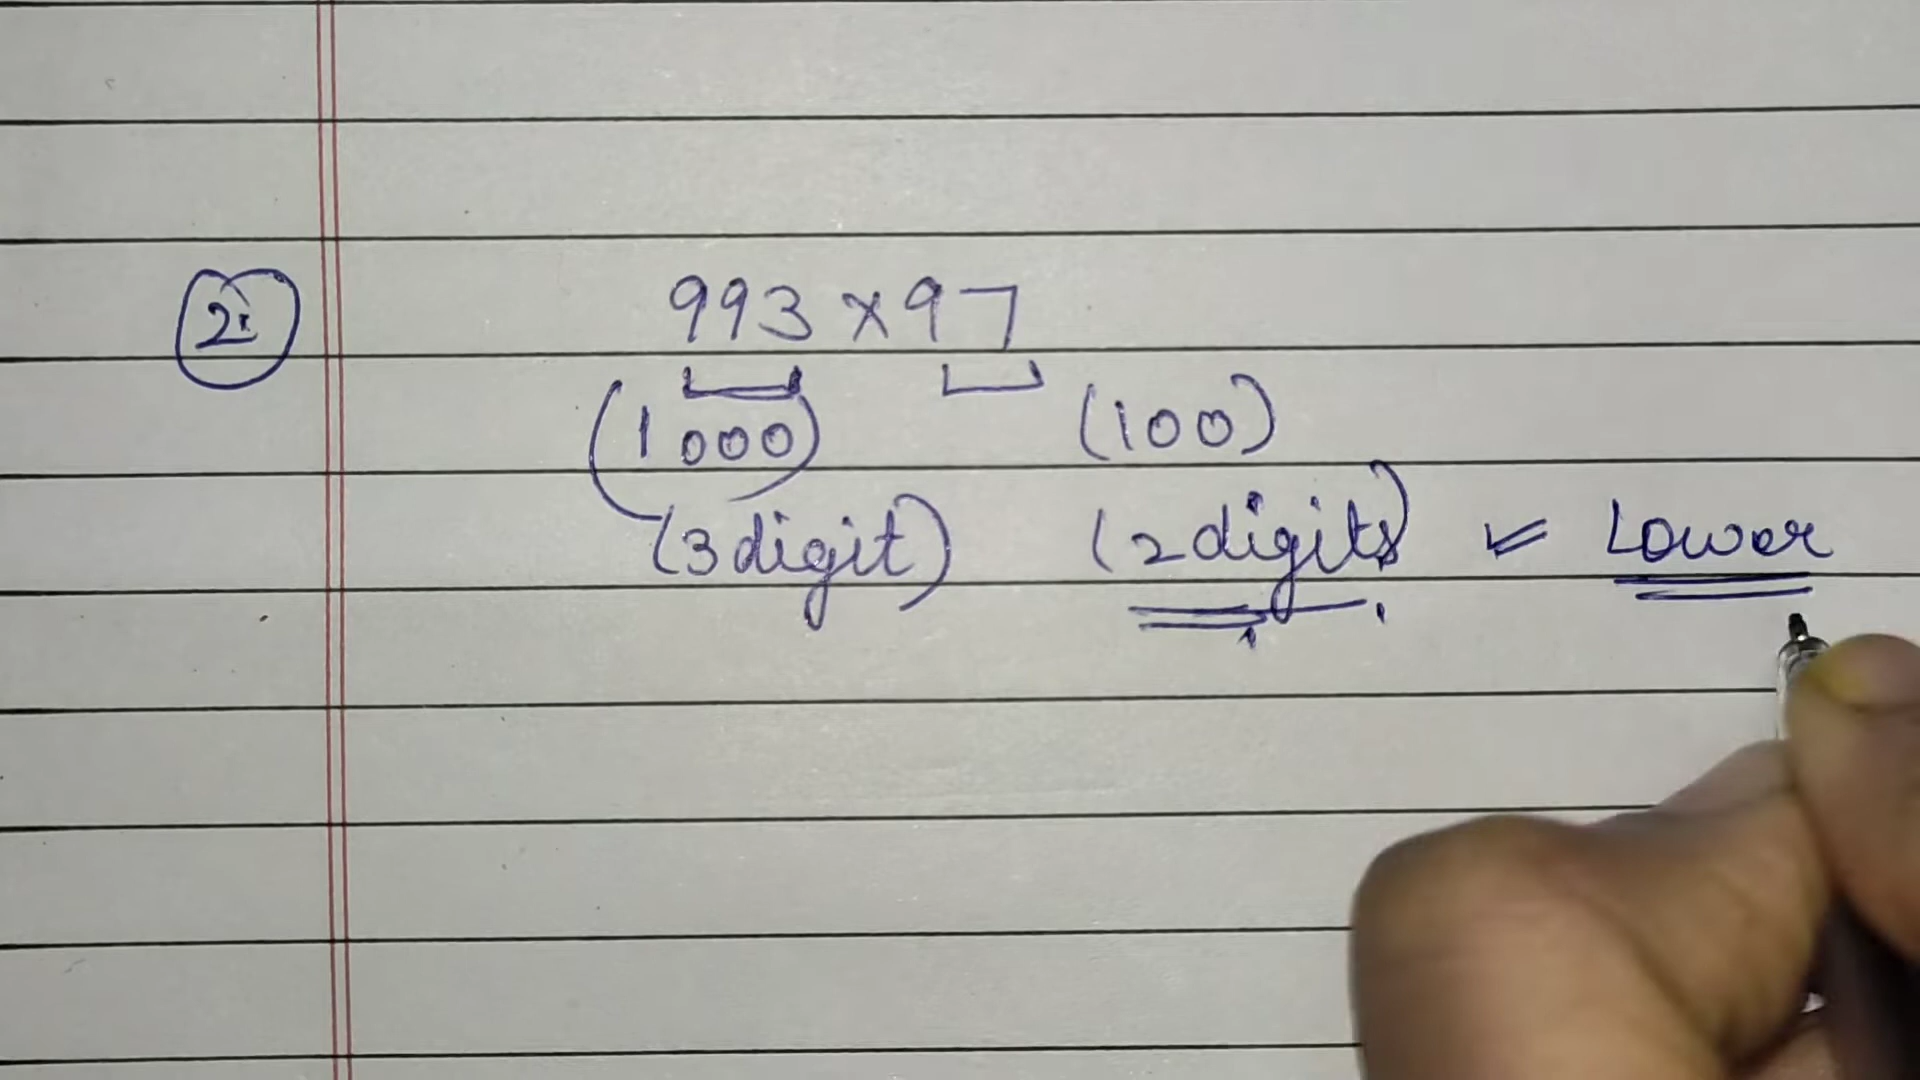 2. 993 × 97
(1000) (100)
(3 digit) (2 digits) Lower